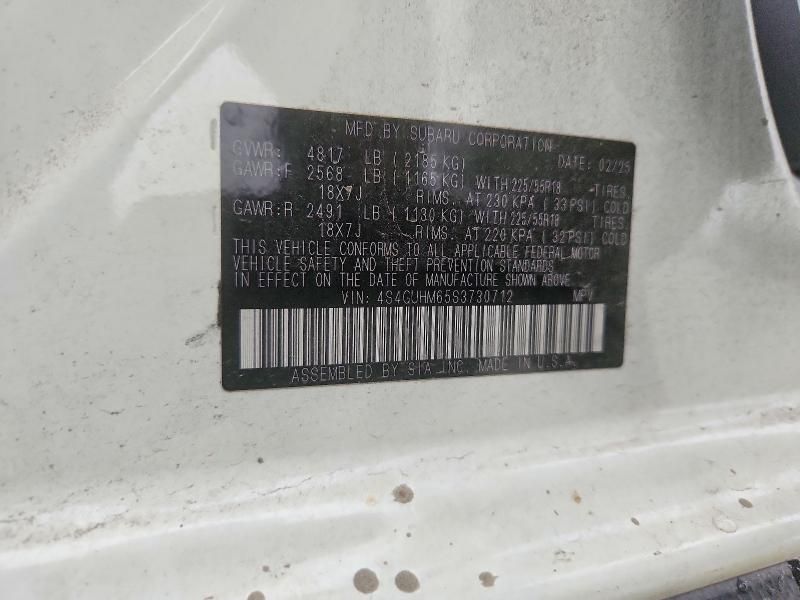 MFD BY SUBARU CORPORATION
GVWR: 4817 LB ( 2185 KG) DATE: 02/25
GAWR:F 2568 LB ( 1165 KG) WITH 225/55R18 TIRES.
18X7J RIMS. AT 230 KPA ( 33 PSI) COLD
GAWR:R 2491 LB ( 1130 KG) WITH 225/55R18 TIRES.
18X7J RIMS. AT 220 KPA ( 32 PSI) COLD
THIS VEHICLE CONFORMS TO ALL APPLICABLE FEDERAL MOTOR
VEHICLE SAFETY AND THEFT PREVENTION STANDARDS
IN EFFECT ON THE DATE OF MANUFACTURE SHOWN ABOVE.
VIN: 4S4GUHM65S3730712 MPV
ASSEMBLED BY SIA INC. MADE IN U.S.A.